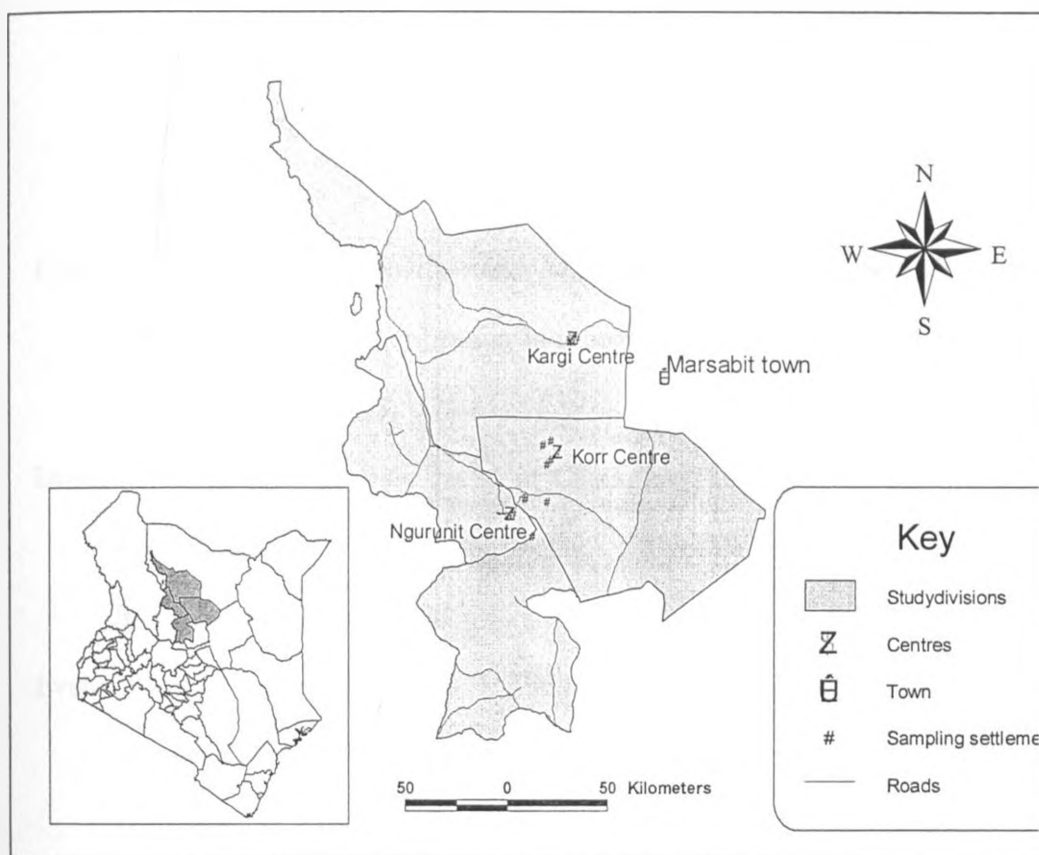 N
W E
S
Kargi Centre
Marsabit town
Korr Centre
Ngurunit Centre
Key
Studydivisions
Centres
Town
# Sampling settleme
Roads
50 0 50 Kilometers